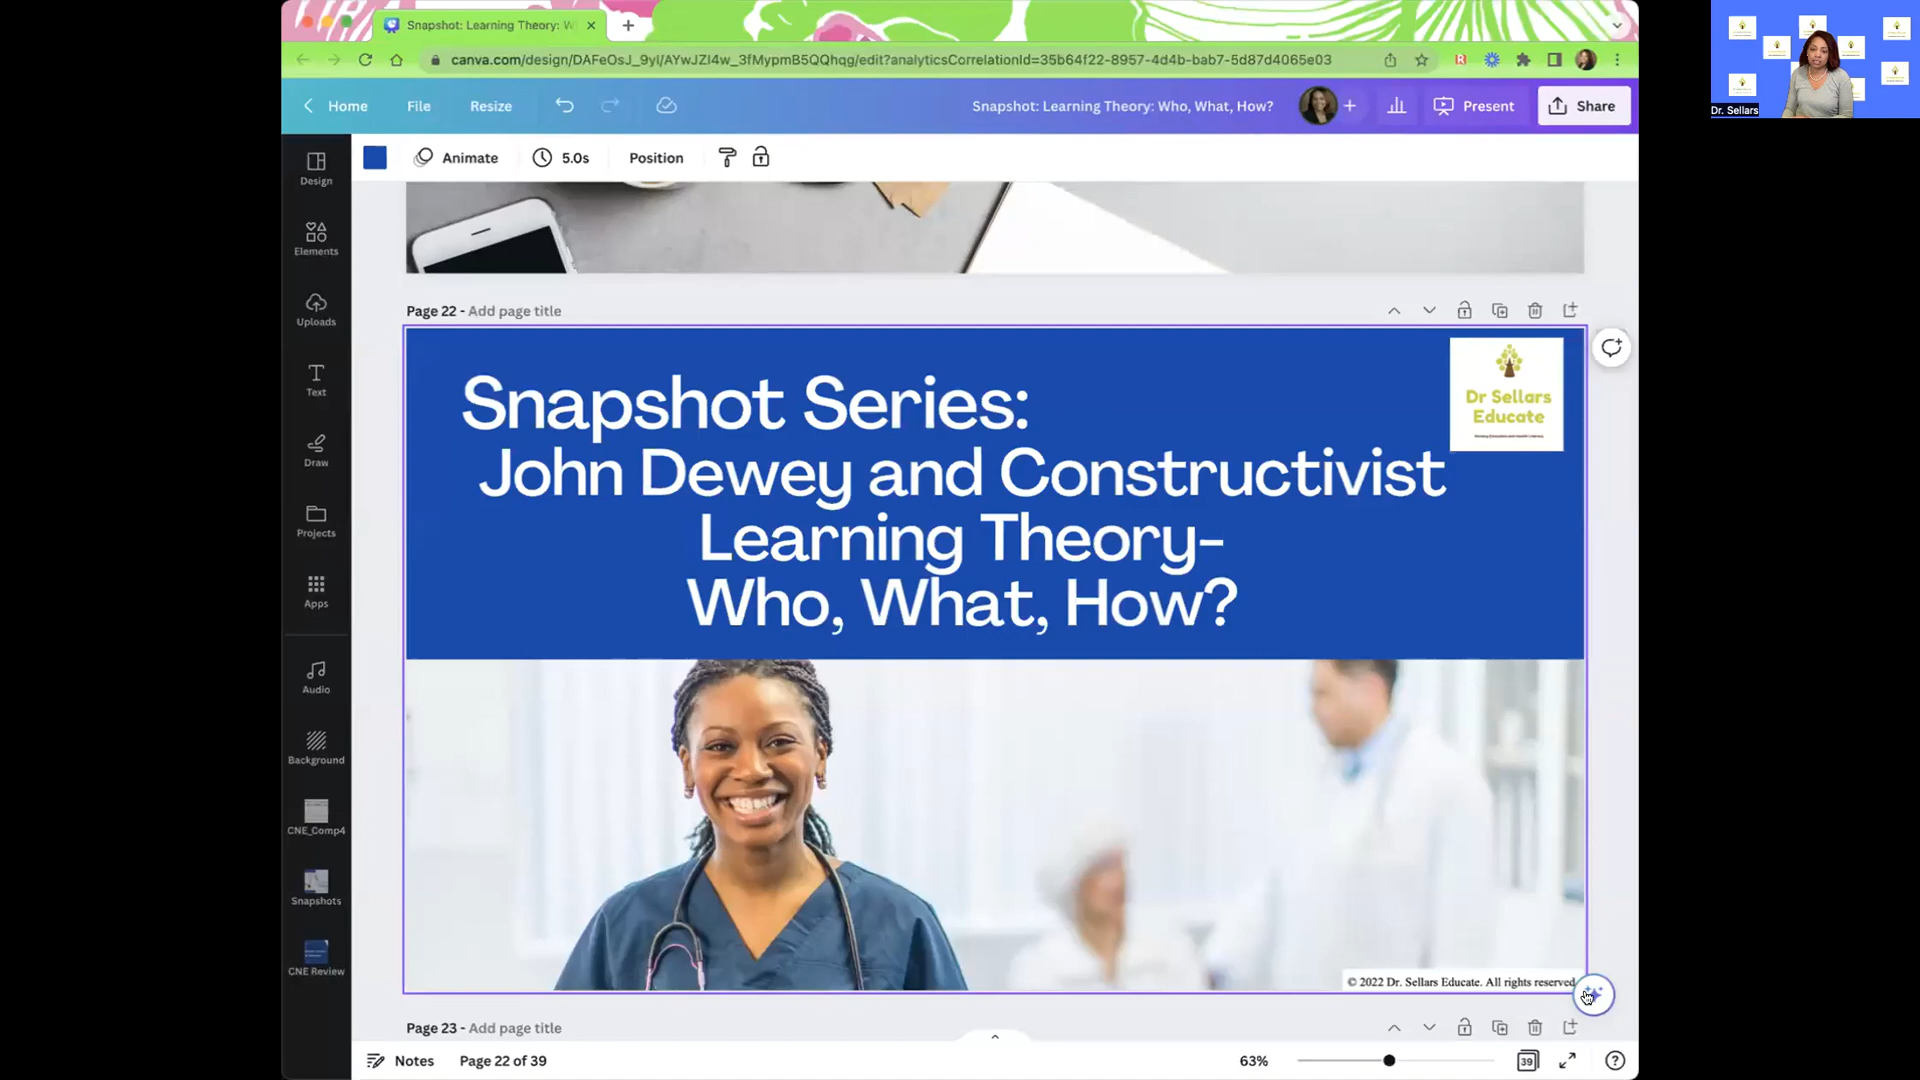 Snapshot: Learning Theory: W
canva.com/design/DAFeOsJ_9yI/AYwJZI4w_3fMypmB5QQhqg/edit?analyticsCorrelationId=35b64f22-8957-4d4b-bab7-5d87d4065e03
Dr. Sellars
Home File Resize Snapshot: Learning Theory: Who, What, How? Present Share
Animate 5.0s Position
Design
Elements
Uploads
Text
Draw
Projects
Apps
Audio
Background
CNE_Comp4
Snapshots
CNE Review
Page 22 - Add page title
Snapshot Series:
John Dewey and Constructivist
Learning Theory-
Who, What, How?
Dr Sellars
Educate
© 2022 Dr. Sellars Educate. All rights reserved
Page 23 - Add page title
Notes Page 22 of 39 63% 39